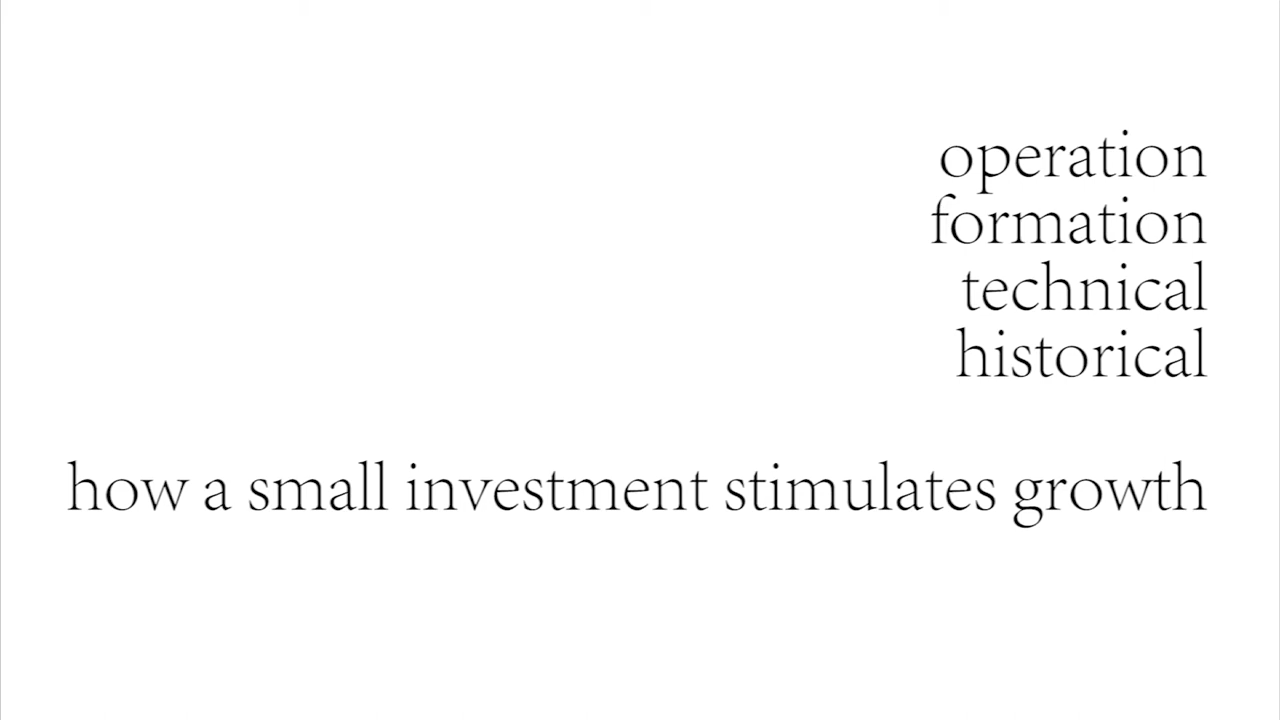 operation
formation
technical
historical
how a small investment stimulates growth